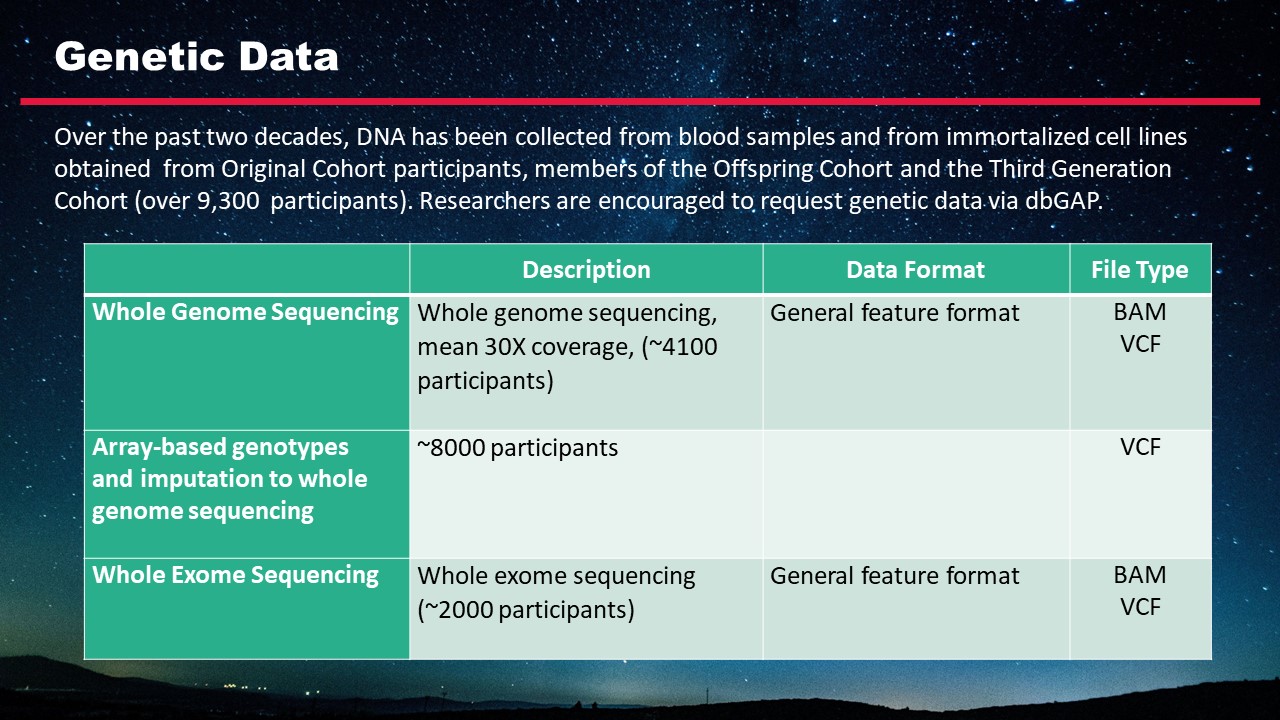 Genetic Data
Over the past two decades, DNA has been collected from blood samples and from immortalized cell lines
obtained  from Original Cohort participants, members of the Offspring Cohort and the Third Generation
Cohort (over 9,300  participants). Researchers are encouraged to request genetic data via dbGAP.
Description
Data Format
File Type
Whole Genome Sequencing
Whole genome sequencing,
mean 30X coverage, (~4100
participants)
General feature format
BAM
VCF
Array-based genotypes
and imputation to whole
genome sequencing
~8000 participants
VCF
Whole Exome Sequencing
Whole exome sequencing
(~2000 participants)
General feature format
BAM
VCF